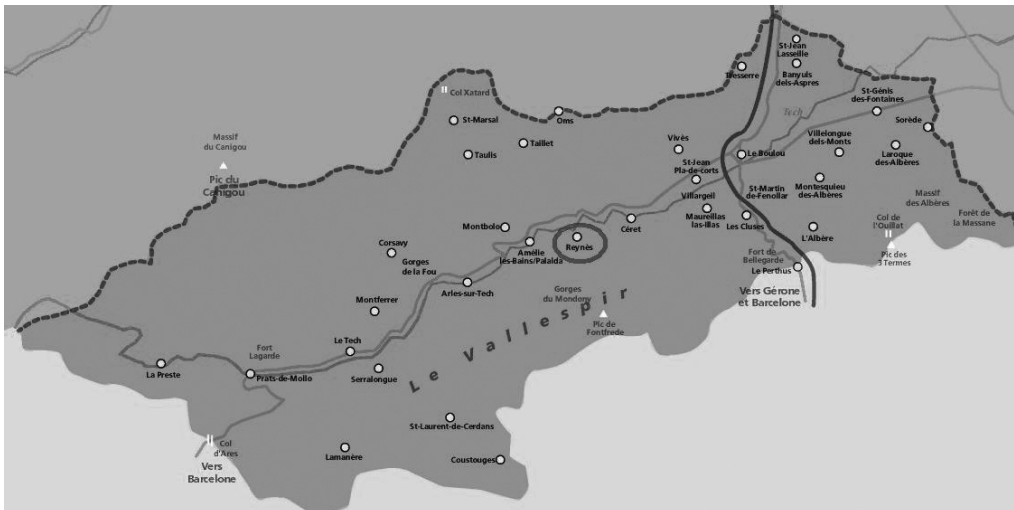 St-Jean
Lasseille
Tresserre
Banyuls
dels-Aspres
Col Xatard
St-Génis
des-Fontaines
Tech
St-Marsal
Oms
Sorède
Massif
du Canigou
Taillet
Vivès
Villelongue
dels-Monts
Taulis
Le Boulou
Laroque
des-Albères
St-Jean
Pla-de-corts
Pic du
Canigou
St-Martin
de-Fenollar
Montesquieu
des-Albères
Massif
des Albères
Villargeil
Maureillas
las-Illas
Forêt de
la Massane
Céret
Les Cluses
Col de
l'Ouillat
Montbolo
L'Albère
Corsavy
Reynès
Amélie
les-Bains/Palalda
Gorges
de la Fou
Fort de
Bellegarde
Pic des
3 Termes
Le Perthus
Arles-sur-Tech
Gorges
du Mondony
Vers Gérone
et Barcelone
Montferrer
Pic de
Fontfrède
Le Vallespir
Le Tech
Fort
Lagarde
La Preste
Prats-de-Mollo
Serralongue
St-Laurent-de-Cerdans
Col
d'Ares
Lamanère
Coustouges
Vers
Barcelone